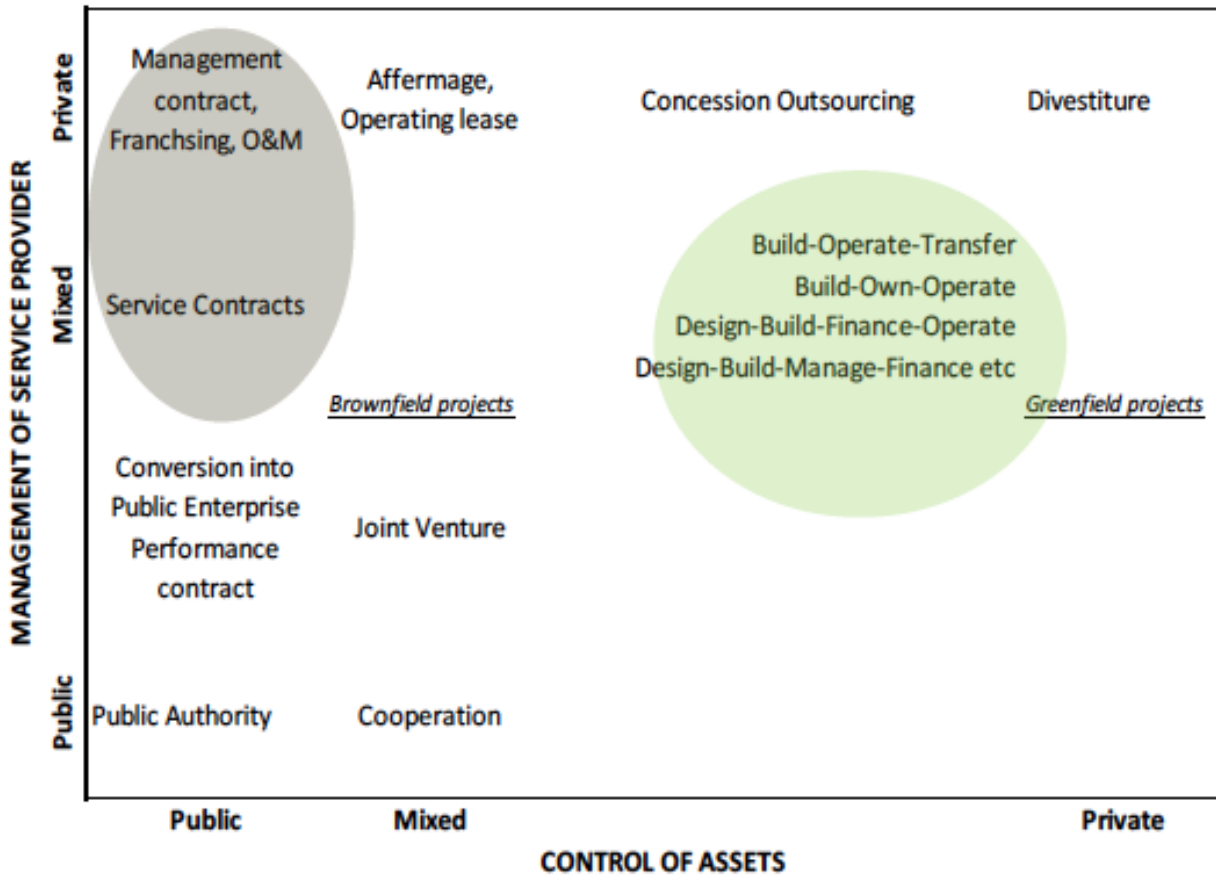 MANAGEMENT OF SERVICE PROVIDER
Private
Mixed
Public
Management
contract,
Franchsing, O&M
Affermage,
Operating lease
Concession Outsourcing
Divestiture
Service Contracts
Build-Operate-Transfer
Build-Own-Operate
Design-Build-Finance-Operate
Design-Build-Manage-Finance etc
Brownfield projects
Greenfield projects
Conversion into
Public Enterprise
Performance
contract
Joint Venture
Public Authority
Cooperation
Public
Mixed
Private
CONTROL OF ASSETS